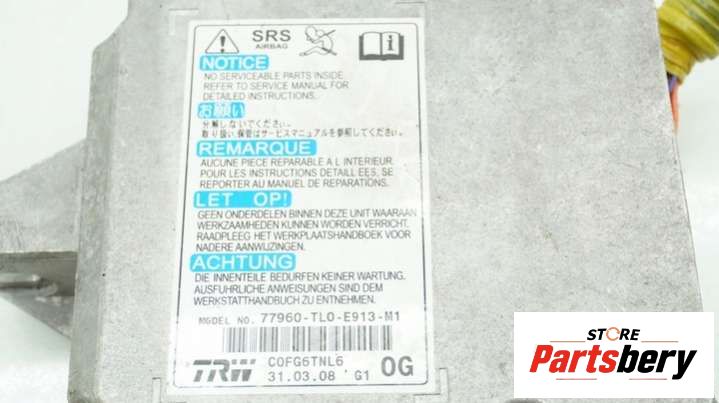 SRS
AIRBAG
NOTICE
NO SERVICEABLE PARTS INSIDE.
REFER TO SERVICE MANUAL FOR
DETAILED INSTRUCTIONS.
お願い
分解しないでください。
取り扱い、保管はサービスマニュアルを参照してください。
REMARQUE
AUCUNE PIECE REPARABLE A L INTERIEUR.
POUR LES INSTRUCTIONS DETAILL EES, SE
REPORTER AU MANUEL DE REPARATIONS.
LET OP!
GEEN ONDERDELEN BINNEN DEZE UNIT WAARAAN
WERKZAAMHEDEN KUNNEN WORDEN VERRICHT.
RAADPLEEG HET WERKPLAATSHANDBOEK VOOR
NADERE AANWIJZINGEN.
ACHTUNG
DIE INNENTEILE BEDURFEN KEINER WARTUNG.
AUSFUHRLICHE ANWEISUNGEN SIND DEM
WERKSTATTHANDBUCH ZU ENTNEHMEN.
MODEL NO. 77960-TL0-E913-M1
TRW
C0FG6TNL6
31.03.08 'G1
0G
STORE
Partsbery